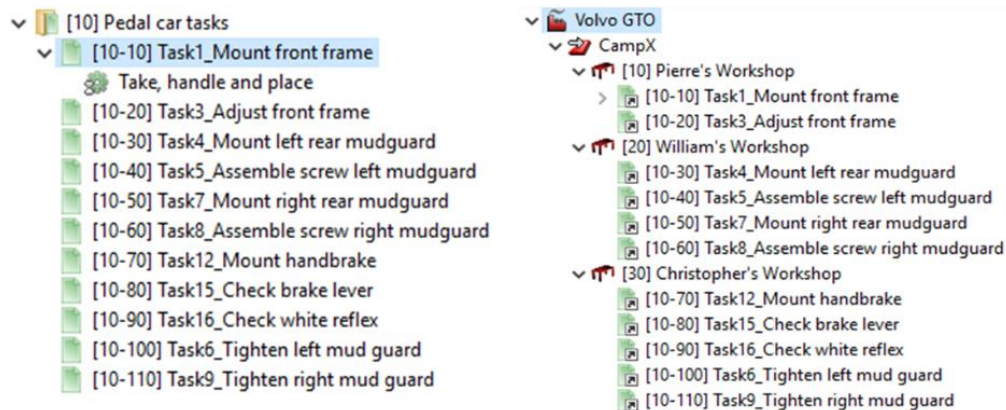 [10] Pedal car tasks
[10-10] Task1_Mount front frame
Take, handle and place
[10-20] Task3_Adjust front frame
[10-30] Task4_Mount left rear mudguard
[10-40] Task5_Assemble screw left mudguard
[10-50] Task7_Mount right rear mudguard
[10-60] Task8_Assemble screw right mudguard
[10-70] Task12_Mount handbrake
[10-80] Task15_Check brake lever
[10-90] Task16_Check white reflex
[10-100] Task6_Tighten left mud guard
[10-110] Task9_Tighten right mud guard
Volvo GTO
CampX
[10] Pierre's Workshop
[10-10] Task1_Mount front frame
[10-20] Task3_Adjust front frame
[20] William's Workshop
[10-30] Task4_Mount left rear mudguard
[10-40] Task5_Assemble screw left mudguard
[10-50] Task7_Mount right rear mudguard
[10-60] Task8_Assemble screw right mudguard
[30] Christopher's Workshop
[10-70] Task12_Mount handbrake
[10-80] Task15_Check brake lever
[10-90] Task16_Check white reflex
[10-100] Task6_Tighten left mud guard
[10-110] Task9_Tighten right mud guard